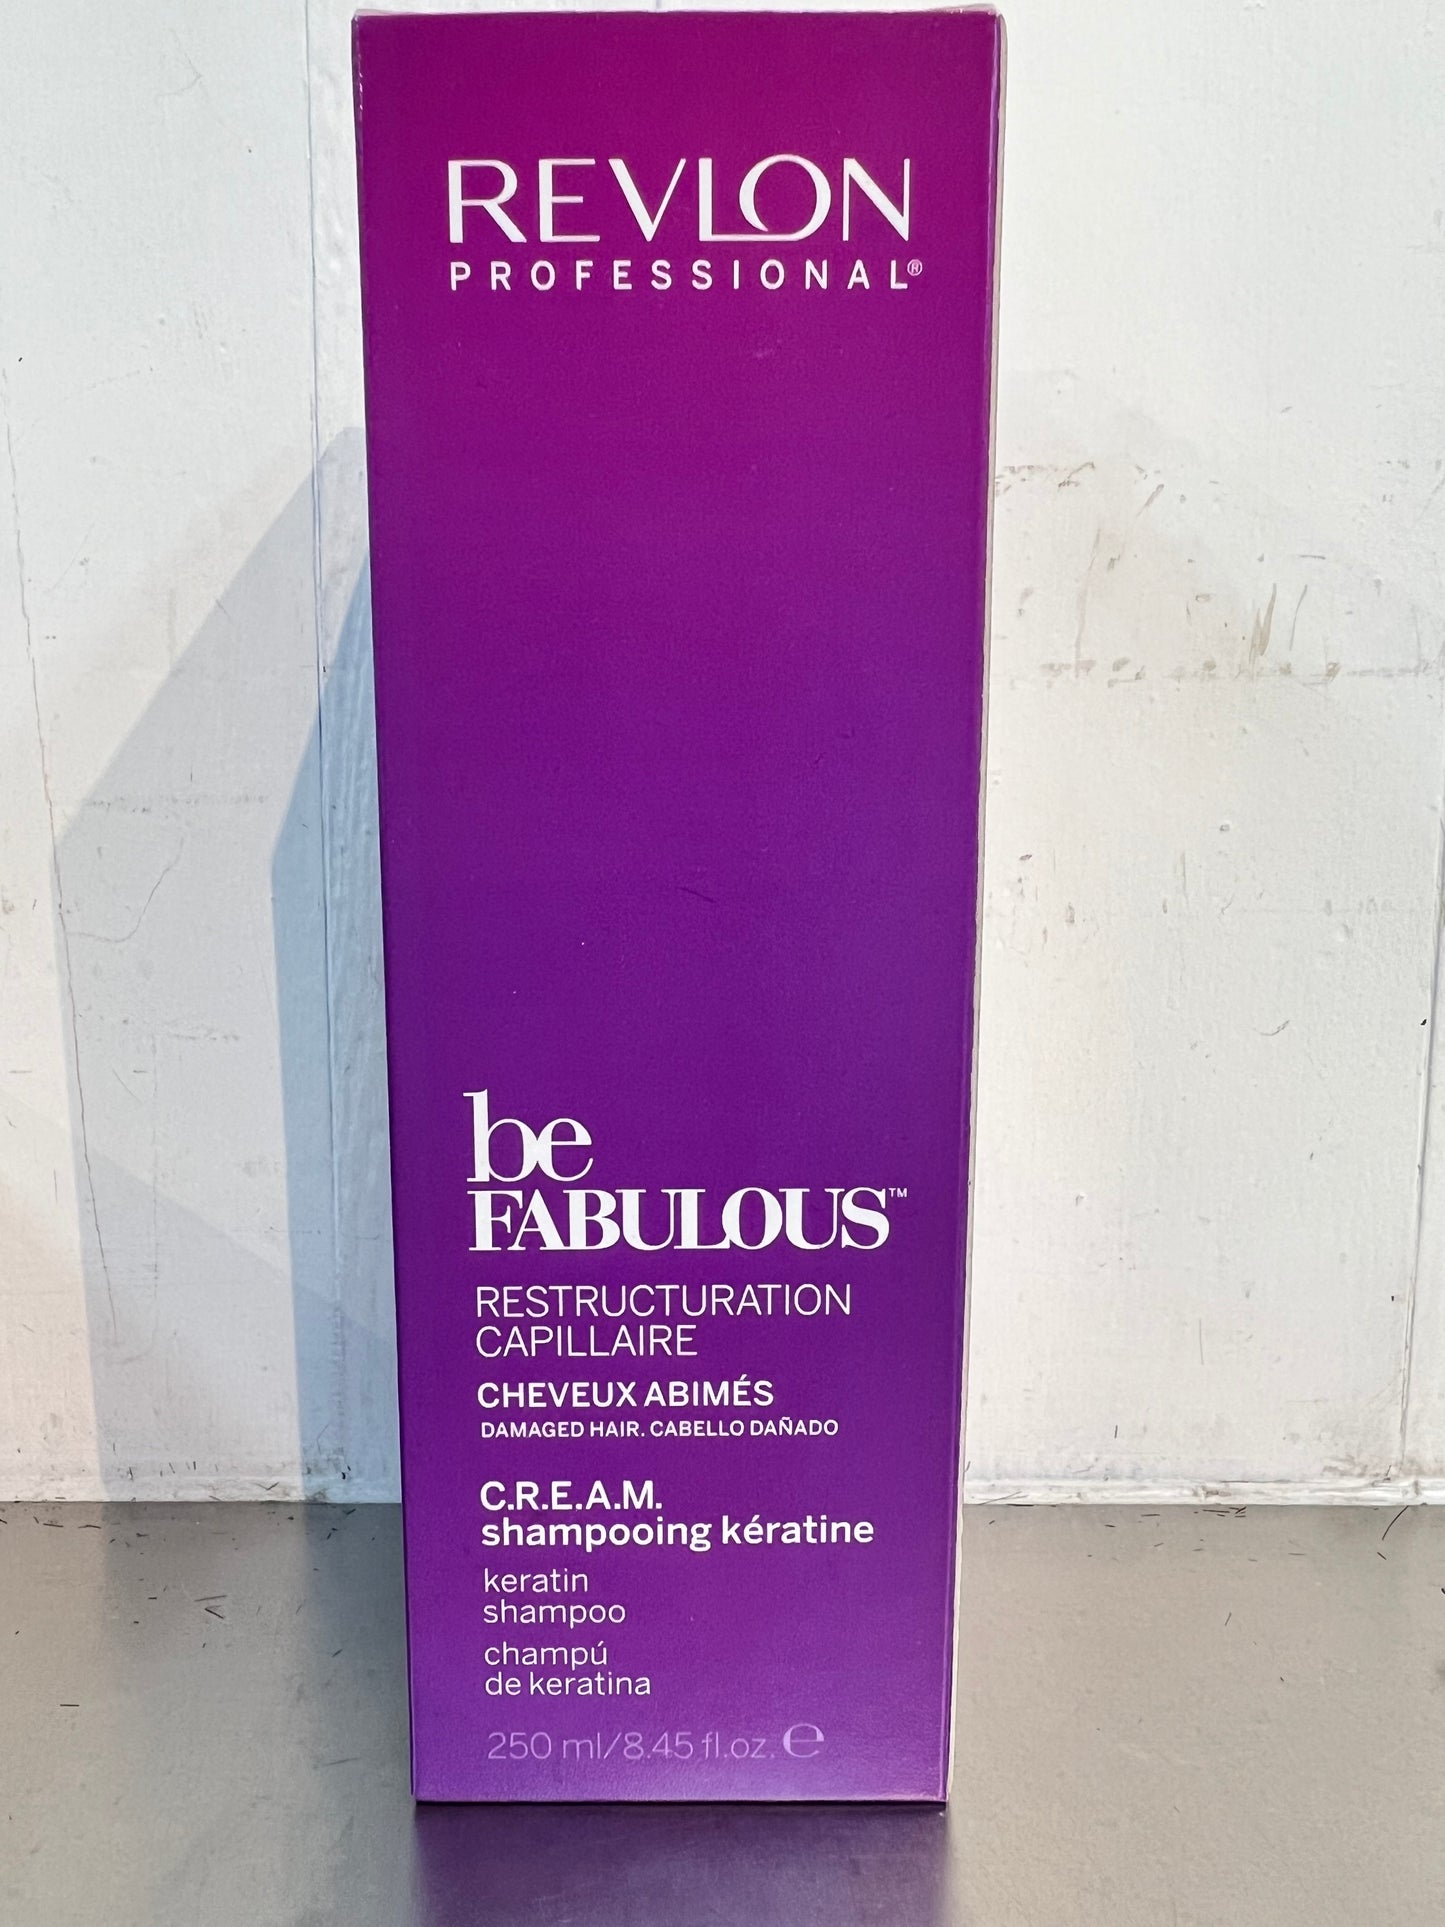 REVLON
PROFESSIONAL®
be
FABULOUS™
RESTRUCTURATION
CAPILLAIRE
CHEVEUX ABIMÉS
DAMAGED HAIR. CABELLO DAÑADO
C.R.E.A.M.
shampooing kératine
keratin
shampoo
champú
de keratina
250 ml/8.45 fl.oz. ℮